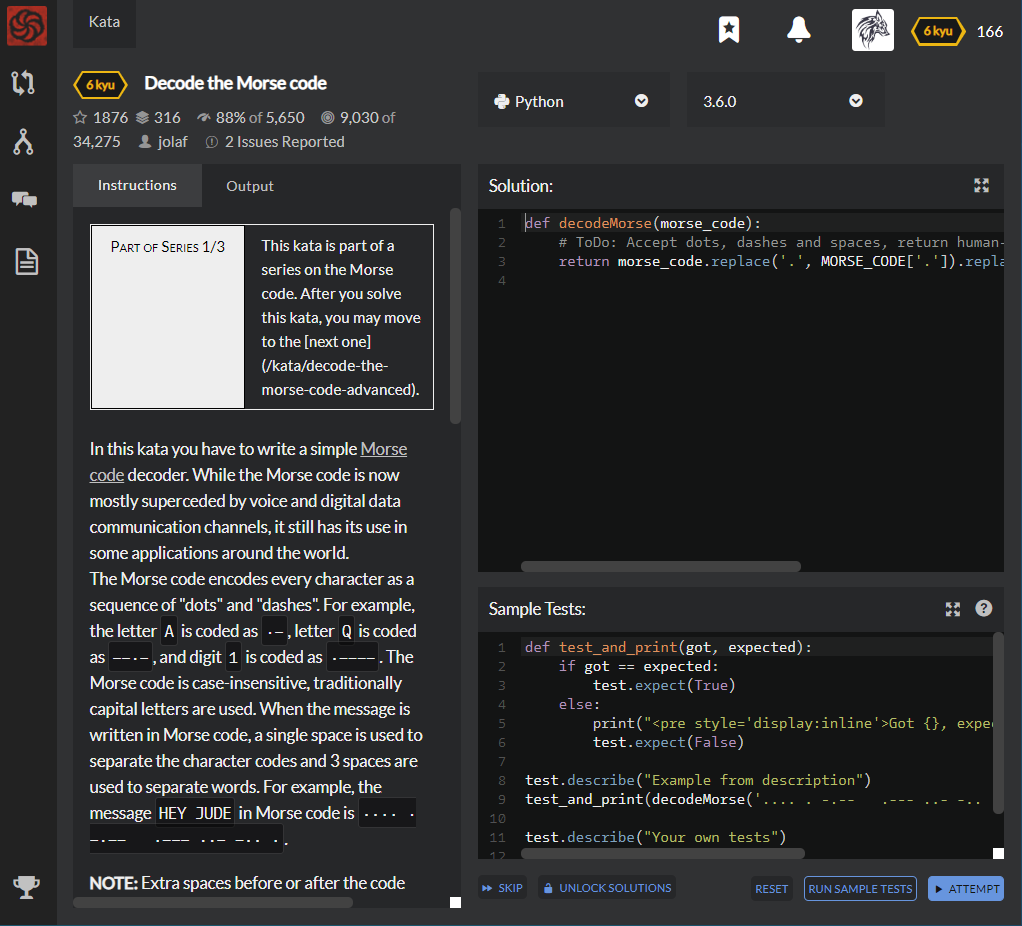 Kata
6 kyu
166
6 kyu Decode the Morse code
1876 316 88% of 5,650 9,030 of
34,275 jolaf 2 Issues Reported
Python
3.6.0
Instructions
Output
PART OF SERIES 1/3
This kata is part of a
series on the Morse
code. After you solve
this kata, you may move
to the [next one]
(/kata/decode-the-
morse-code-advanced).
In this kata you have to write a simple Morse
code decoder. While the Morse code is now
mostly superceded by voice and digital data
communication channels, it still has its use in
some applications around the world.
The Morse code encodes every character as a
sequence of "dots" and "dashes". For example,
the letter A is coded as ·−, letter Q is coded
as −−·−, and digit 1 is coded as ·−−−−. The
Morse code is case-insensitive, traditionally
capital letters are used. When the message is
written in Morse code, a single space is used to
separate the character codes and 3 spaces are
used to separate words. For example, the
message HEY JUDE in Morse code is ···· ·
−·−−   ·−−− ··− −·· ·.
NOTE: Extra spaces before or after the code
Solution:
1 def decodeMorse(morse_code):
2     # ToDo: Accept dots, dashes and spaces, return human-
3     return morse_code.replace('.', MORSE_CODE['.']).repla
4
Sample Tests:
1 def test_and_print(got, expected):
2     if got == expected:
3         test.expect(True)
4     else:
5         print("<pre style='display:inline'>Got {}, expec
6         test.expect(False)
7
8 test.describe("Example from description")
9 test_and_print(decodeMorse('.... . -.--   .--- ..- -..
10
11 test.describe("Your own tests")
12
SKIP
UNLOCK SOLUTIONS
RESET
RUN SAMPLE TESTS
ATTEMPT